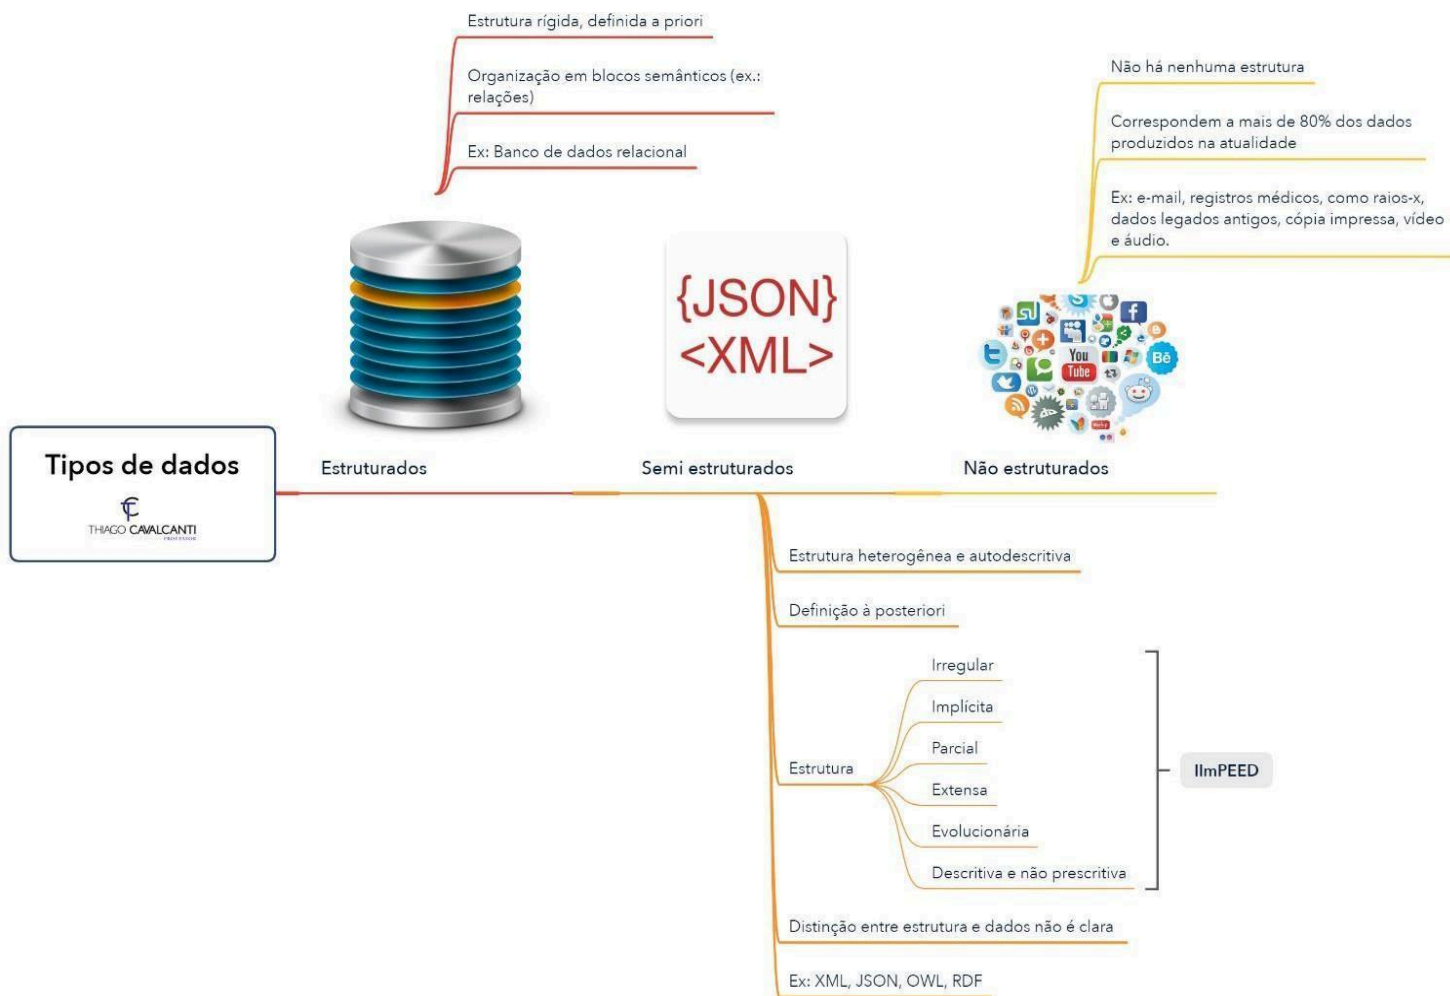 Estrutura rígida, definida a priori
Organização em blocos semânticos (ex.:
relações)
Ex: Banco de dados relacional
Não há nenhuma estrutura
Correspondem a mais de 80% dos dados
produzidos na atualidade
Ex: e-mail, registros médicos, como raios-x,
dados legados antigos, cópia impressa, vídeo
e áudio.
{JSON}
<XML>
You
Tube
Bē
Tipos de dados
THIAGO CAVALCANTI
PROFESSOR
Estruturados
Semi estruturados
Não estruturados
Estrutura heterogênea e autodescritiva
Definição à posteriori
Estrutura
Irregular
Implícita
Parcial
Extensa
Evolucionária
Descritiva e não prescritiva
IImPEED
Distinção entre estrutura e dados não é clara
Ex: XML, JSON, OWL, RDF